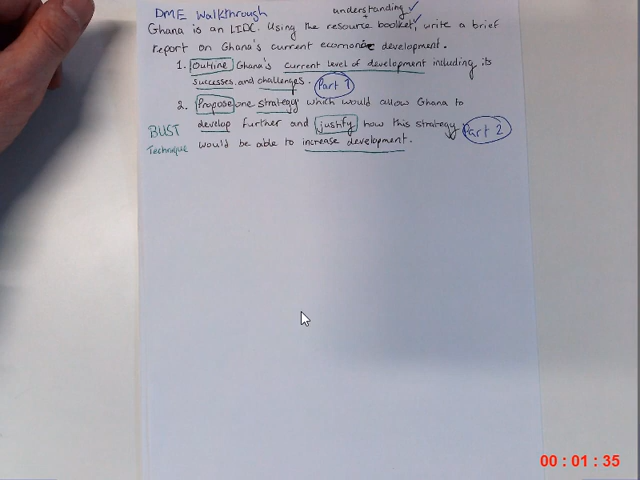 DME Walkthrough
understanding ✓
+
Ghana is an LIDC. Using the resource booklet ✓, write a brief
report on Ghana's current economic development.
1. Outline Ghana's current level of development including its
successes and challenges. Part 1
2. Propose one strategy which would allow Ghana to
develop further and justify how this strategy Part 2
would be able to increase development.
BUST
Technique
00 : 01 : 35